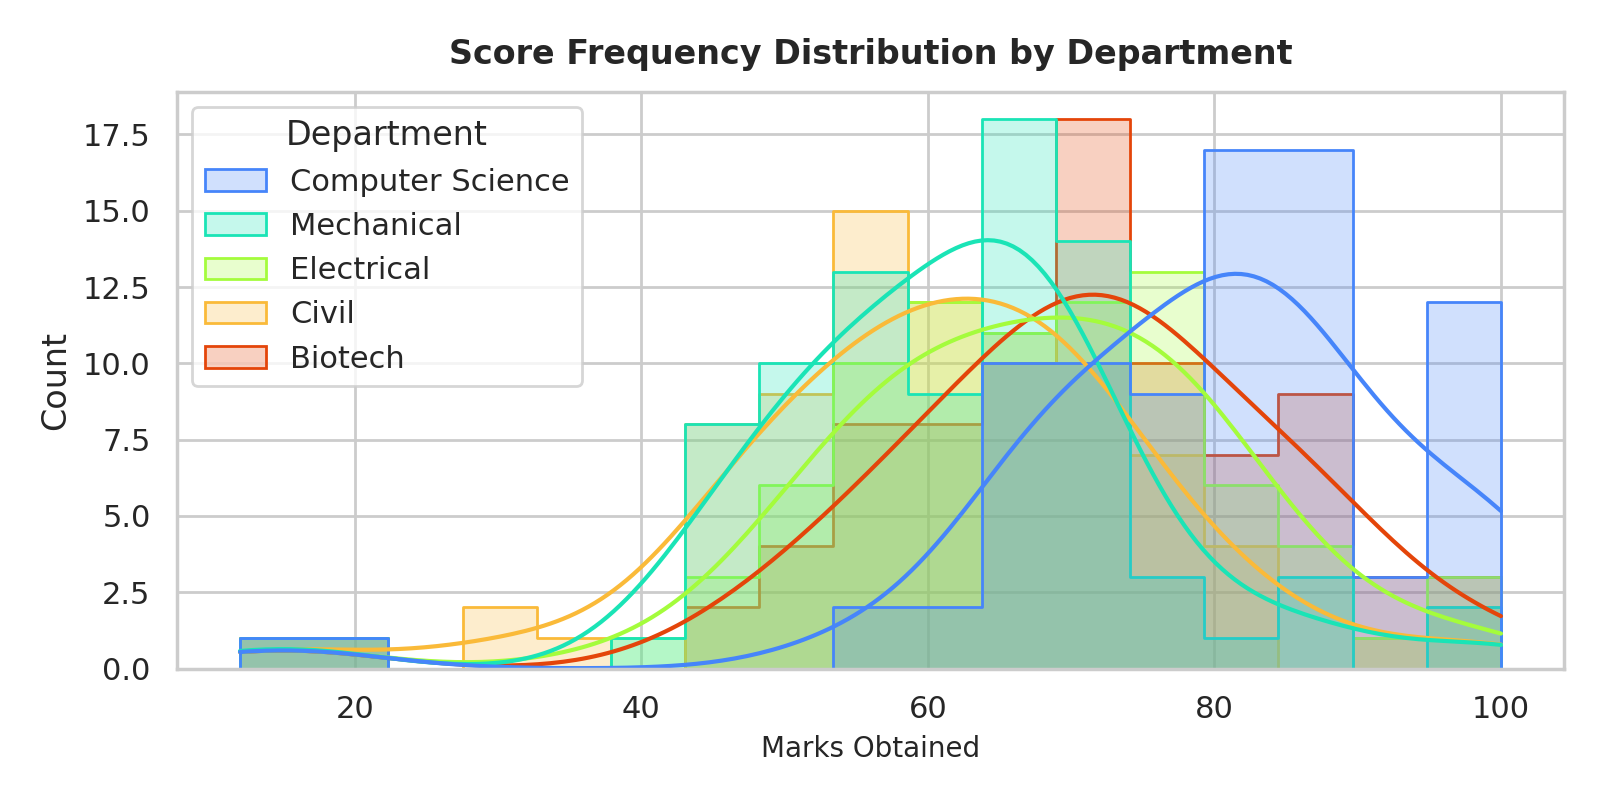 Score Frequency Distribution by Department
Department
Computer Science
Mechanical
Electrical
Civil
Biotech
Count
17.5
15.0
12.5
10.0
7.5
5.0
2.5
0.0
20 40 60 80 100
Marks Obtained